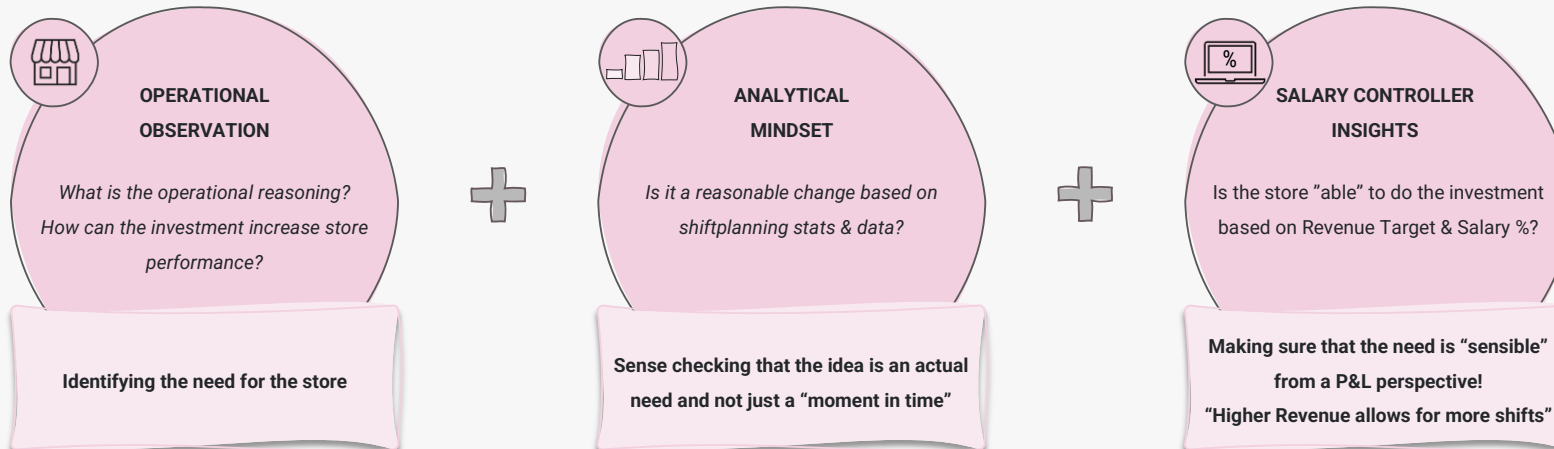 OPERATIONAL
OBSERVATION
What is the operational reasoning?
How can the investment increase store
performance?
Identifying the need for the store
ANALYTICAL
MINDSET
Is it a reasonable change based on
shiftplanning stats & data?
Sense checking that the idea is an actual
need and not just a “moment in time”
%
SALARY CONTROLLER
INSIGHTS
Is the store ”able” to do the investment
based on Revenue Target & Salary %?
Making sure that the need is “sensible”
from a P&L perspective!
“Higher Revenue allows for more shifts”